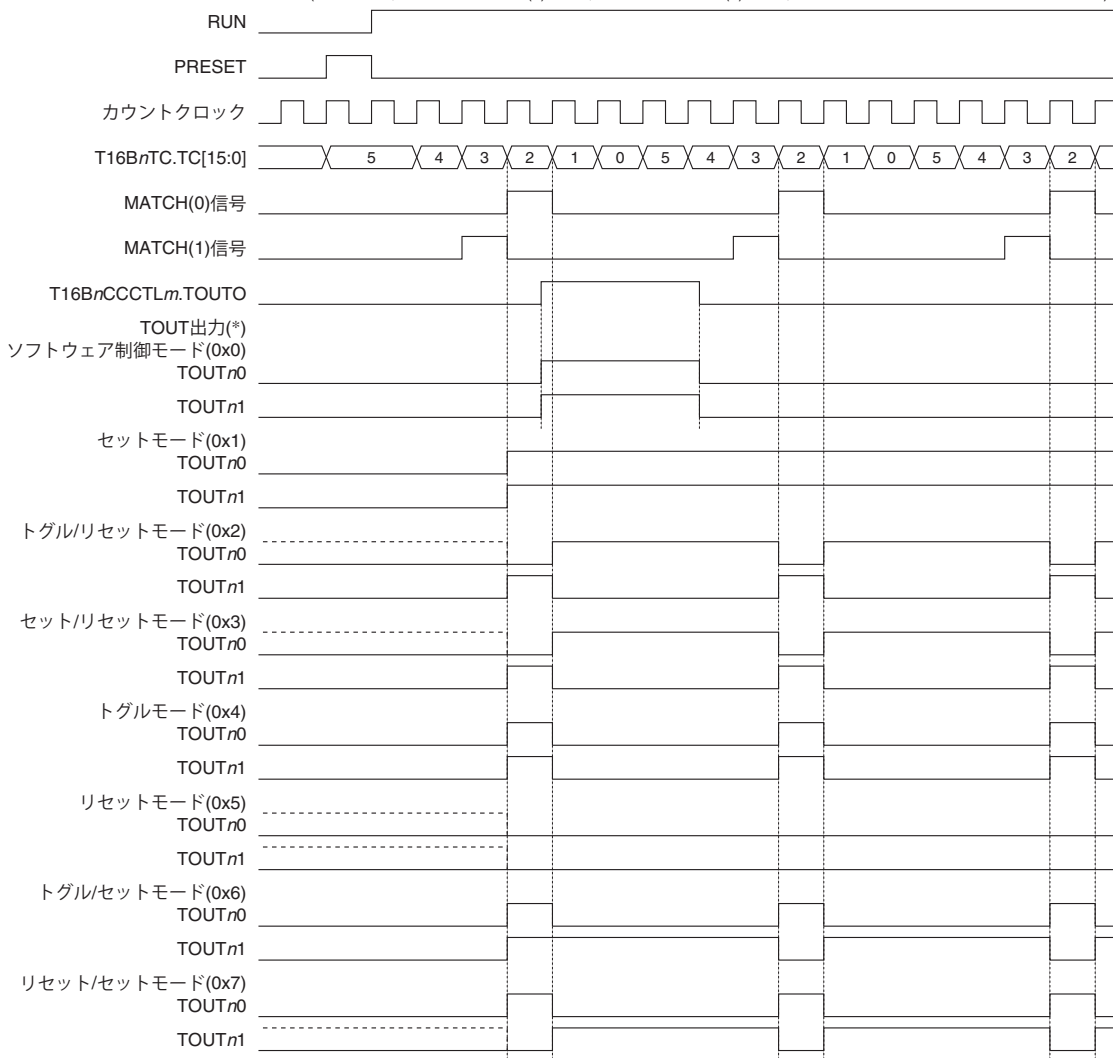 RUN
PRESET
カウントクロック
T16BnTC.TC[15:0] 5 4 3 2 1 0 5 4 3 2 1 0 5 4 3 2
MATCH(0)信号
MATCH(1)信号
T16BnCCCTLm.TOUTO
TOUT出力(*)
ソフトウェア制御モード(0x0)
TOUTn0
TOUTn1
セットモード(0x1)
TOUTn0
TOUTn1
トグル/リセットモード(0x2)
TOUTn0
TOUTn1
セット/リセットモード(0x3)
TOUTn0
TOUTn1
トグルモード(0x4)
TOUTn0
TOUTn1
リセットモード(0x5)
TOUTn0
TOUTn1
トグル/セットモード(0x6)
TOUTn0
TOUTn1
リセット/セットモード(0x7)
TOUTn0
TOUTn1